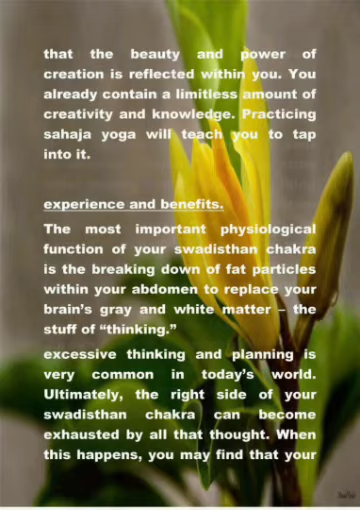 that the beauty and power of
creation is reflected within you. You
already contain a limitless amount of
creativity and knowledge. Practicing
sahaja yoga will teach you to tap
into it.
experience and benefits.
The most important physiological
function of your swadisthan chakra
is the breaking down of fat particles
within your abdomen to replace your
brain's gray and white matter – the
stuff of “thinking.”
excessive thinking and planning is
very common in today's world.
Ultimately, the right side of your
swadisthan chakra can become
exhausted by all that thought. When
this happens, you may find that your